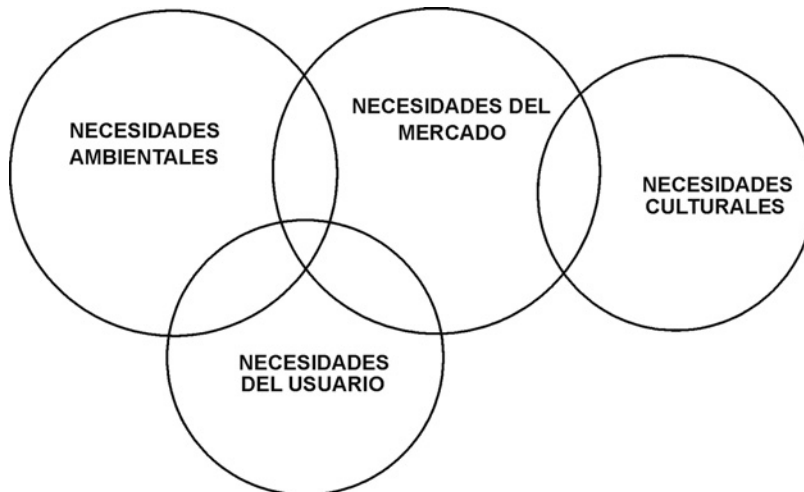 NECESIDADES
AMBIENTALES
NECESIDADES DEL
MERCADO
NECESIDADES
CULTURALES
NECESIDADES
DEL USUARIO